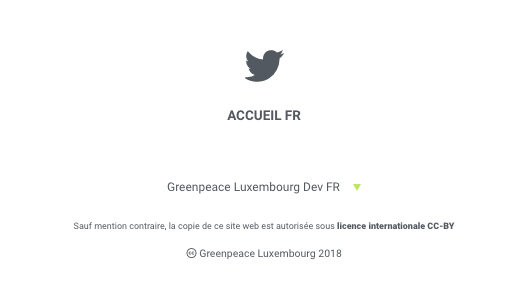 ACCUEIL FR
Greenpeace Luxembourg Dev FR
Sauf mention contraire, la copie de ce site web est autorisée sous licence internationale CC-BY
🅭 Greenpeace Luxembourg 2018